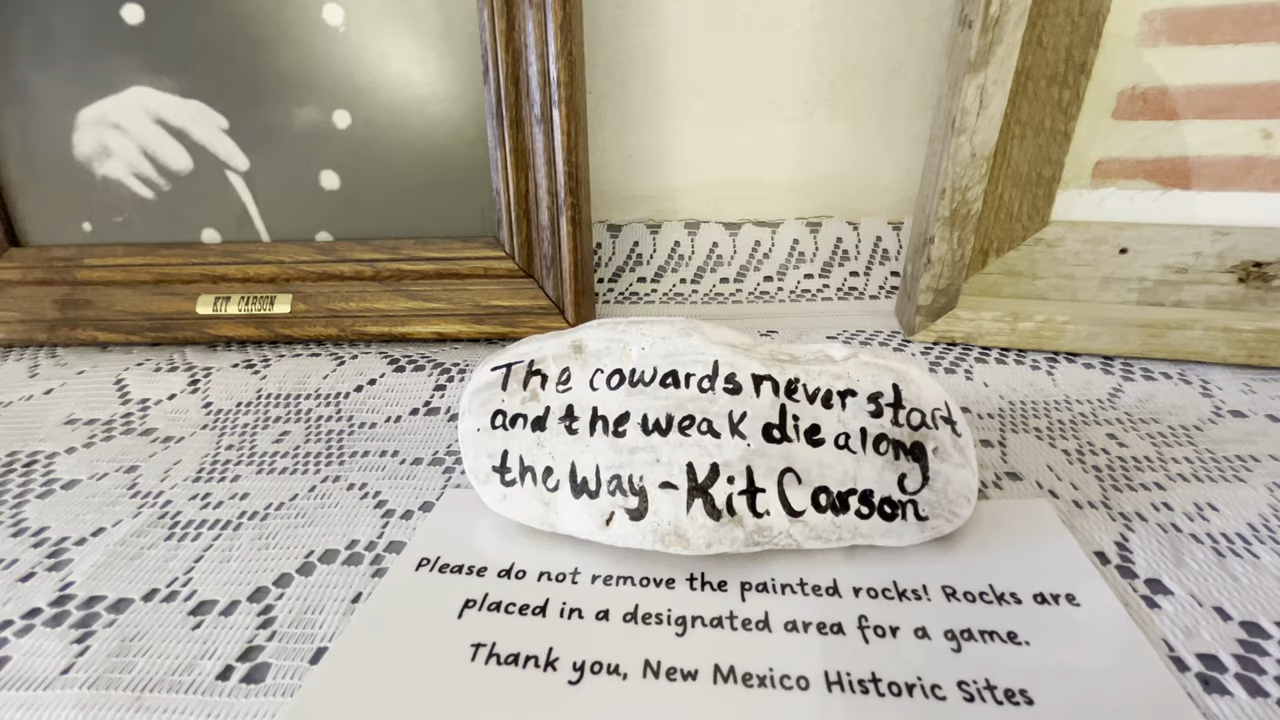 KIT CARSON
The cowards never start
and the weak die along
the Way - Kit Carson
Please do not remove the painted rocks! Rocks are
placed in a designated area for a game.
Thank you, New Mexico Historic Sites